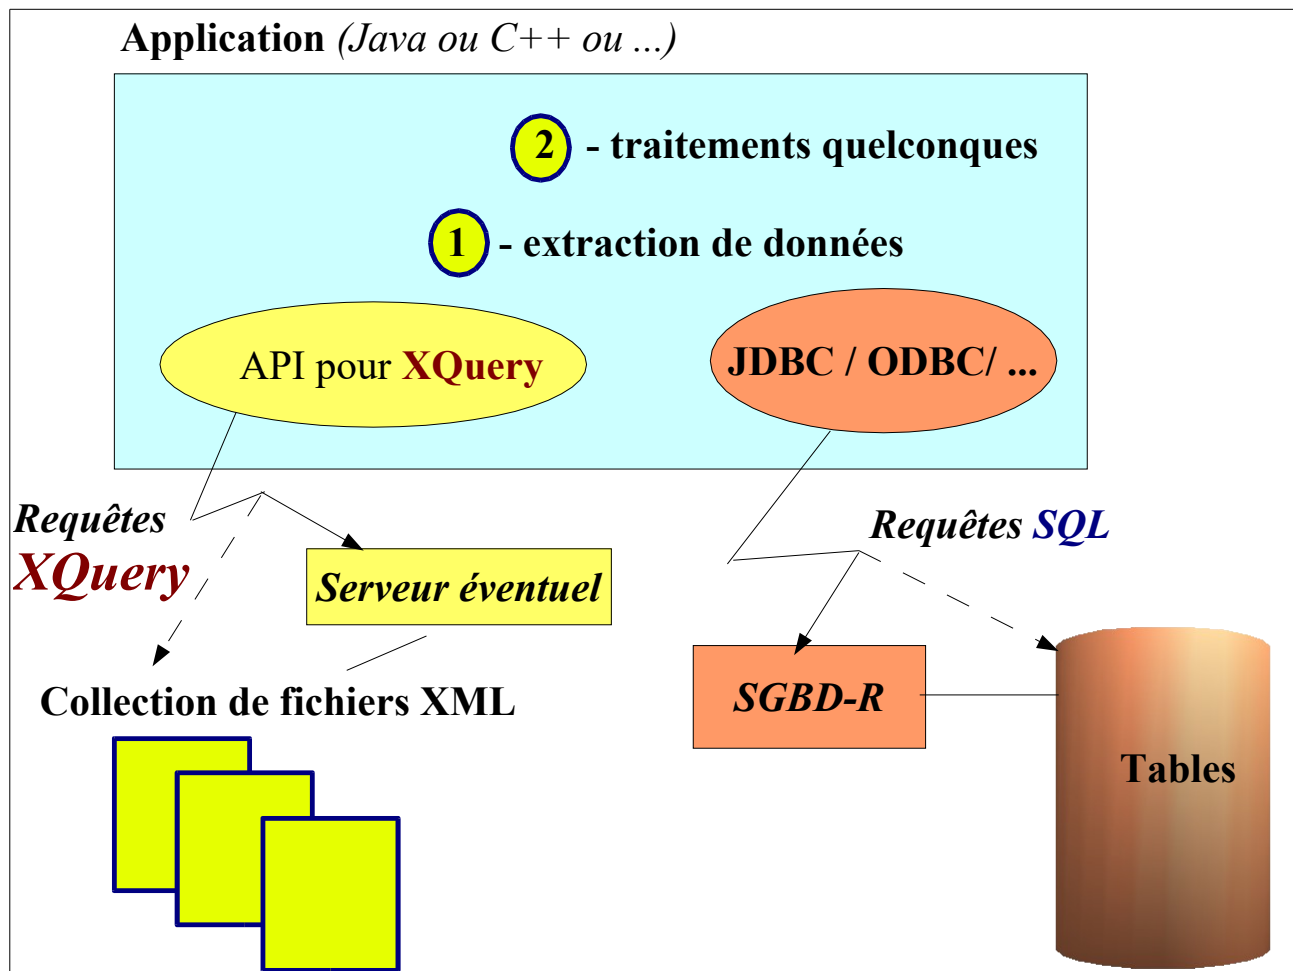 Application (Java ou C++ ou ...)
2 - traitements quelconques
1 - extraction de données
API pour XQuery
JDBC / ODBC/ ...
Requêtes
XQuery
Requêtes SQL
Serveur éventuel
Collection de fichiers XML
SGBD-R
Tables